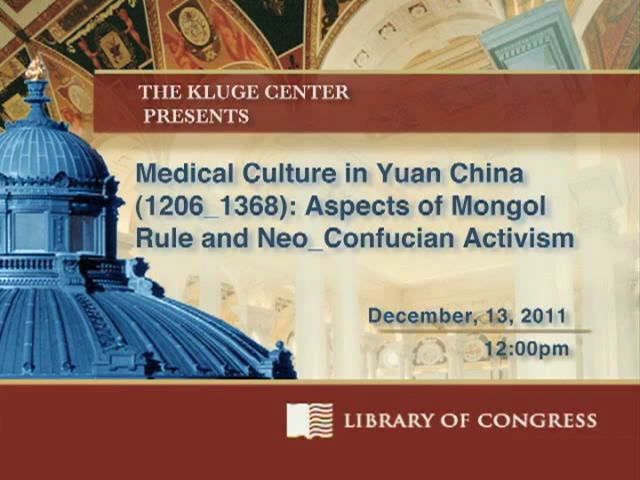 THE KLUGE CENTER
PRESENTS
Medical Culture in Yuan China
(1206_1368): Aspects of Mongol
Rule and Neo_Confucian Activism
December, 13, 2011
12:00pm
LIBRARY OF CONGRESS